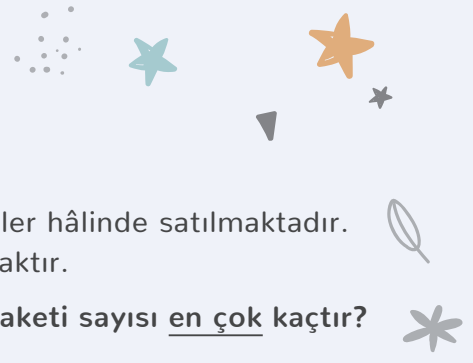 ler hâlinde satılmaktadır.
aktır.
aketi sayısı en çok kaçtır?